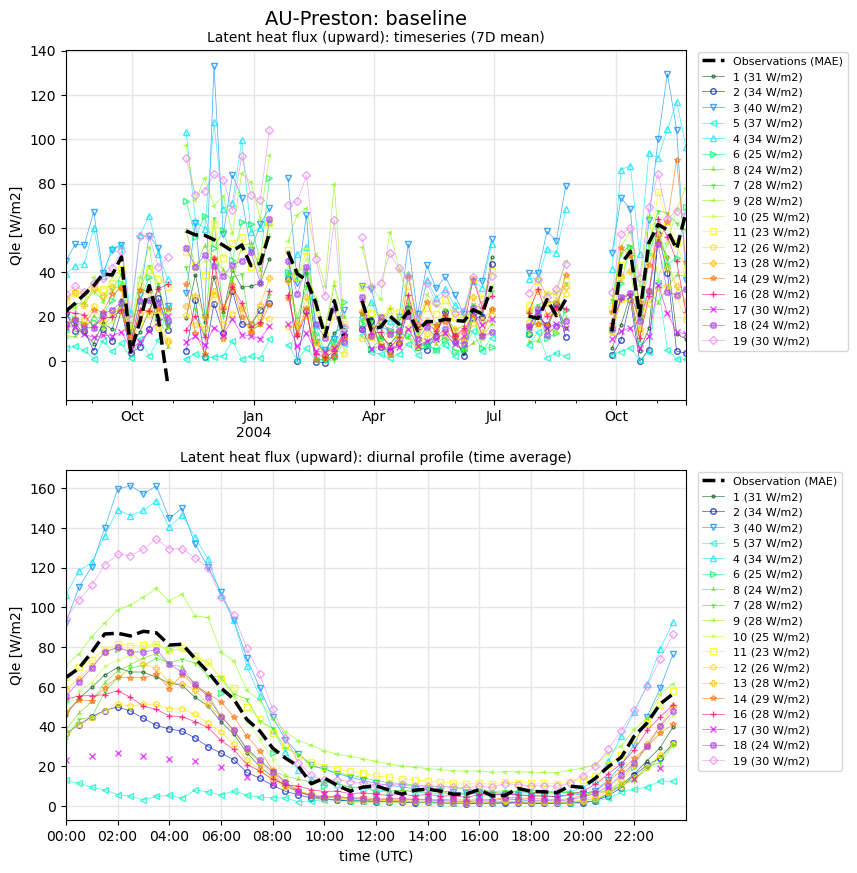 AU-Preston: baseline
Latent heat flux (upward): timeseries (7D mean)
Qle [W/m2]
140
120
100
80
60
40
20
0
Oct
Jan
2004
Apr
Jul
Oct
Observations (MAE)
1 (31 W/m2)
2 (34 W/m2)
3 (40 W/m2)
5 (37 W/m2)
4 (34 W/m2)
6 (25 W/m2)
8 (24 W/m2)
7 (28 W/m2)
9 (28 W/m2)
10 (25 W/m2)
11 (23 W/m2)
12 (26 W/m2)
13 (28 W/m2)
14 (29 W/m2)
16 (28 W/m2)
17 (30 W/m2)
18 (24 W/m2)
19 (30 W/m2)
Latent heat flux (upward): diurnal profile (time average)
Qle [W/m2]
160
140
120
100
80
60
40
20
0
00:00 02:00 04:00 06:00 08:00 10:00 12:00 14:00 16:00 18:00 20:00 22:00
time (UTC)
Observation (MAE)
1 (31 W/m2)
2 (34 W/m2)
3 (40 W/m2)
5 (37 W/m2)
4 (34 W/m2)
6 (25 W/m2)
8 (24 W/m2)
7 (28 W/m2)
9 (28 W/m2)
10 (25 W/m2)
11 (23 W/m2)
12 (26 W/m2)
13 (28 W/m2)
14 (29 W/m2)
16 (28 W/m2)
17 (30 W/m2)
18 (24 W/m2)
19 (30 W/m2)